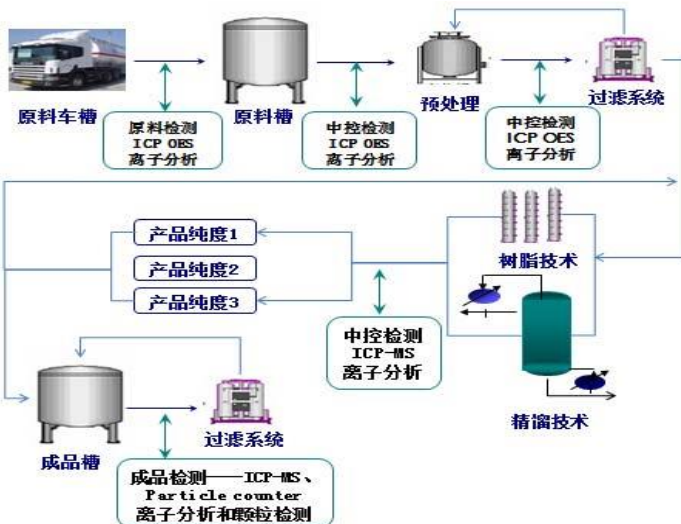 原料车槽
原料检测
ICP OES
离子分析
原料槽
中控检测
ICP OES
离子分析
预处理
中控检测
ICP OES
离子分析
过滤系统
产品纯度1
产品纯度2
产品纯度3
中控检测
ICP-MS
离子分析
树脂技术
精馏技术
成品槽
过滤系统
成品检测——ICP-MS、
Particle counter
离子分析和颗粒检测